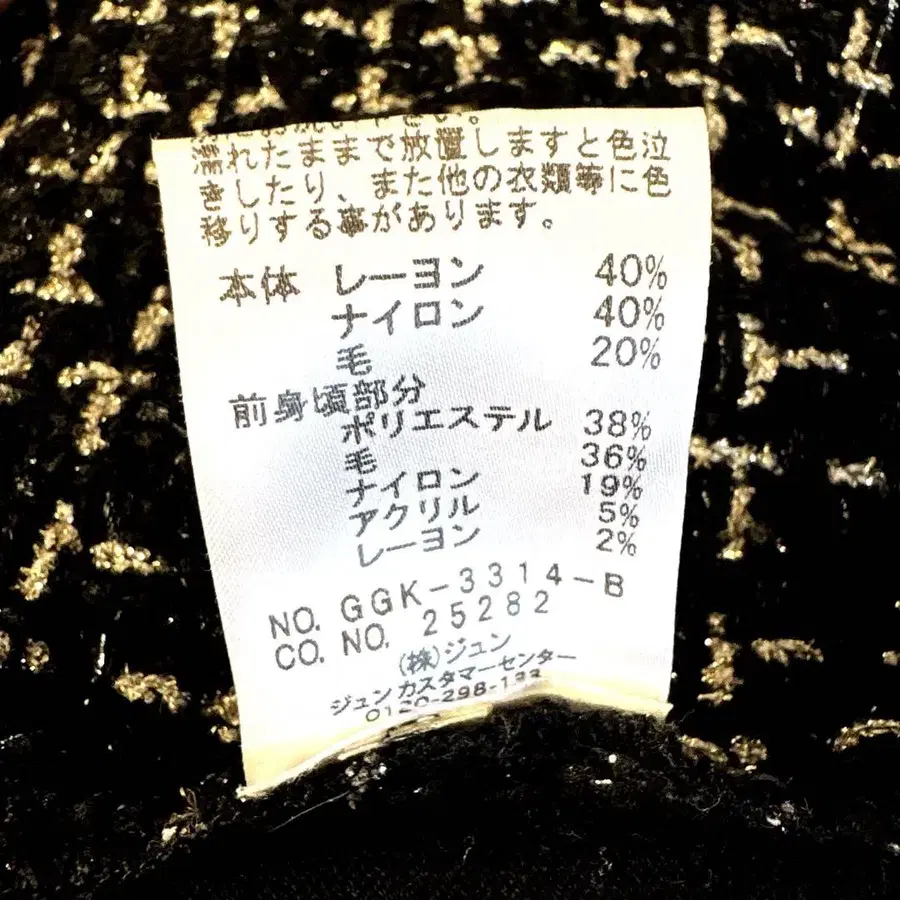 濡れたままで放置しますと色泣
きしたり、また他の衣類等に色
移りする事があります。
本体 レーヨン 40%
ナイロン 40%
毛 20%
前身頃部分
ポリエステル 38%
毛 36%
ナイロン 19%
アクリル 5%
レーヨン 2%
NO. GGK-3314-B
CO. NO. 25282
(株)ジュン
ジュンカスタマーセンター
0120-298-133